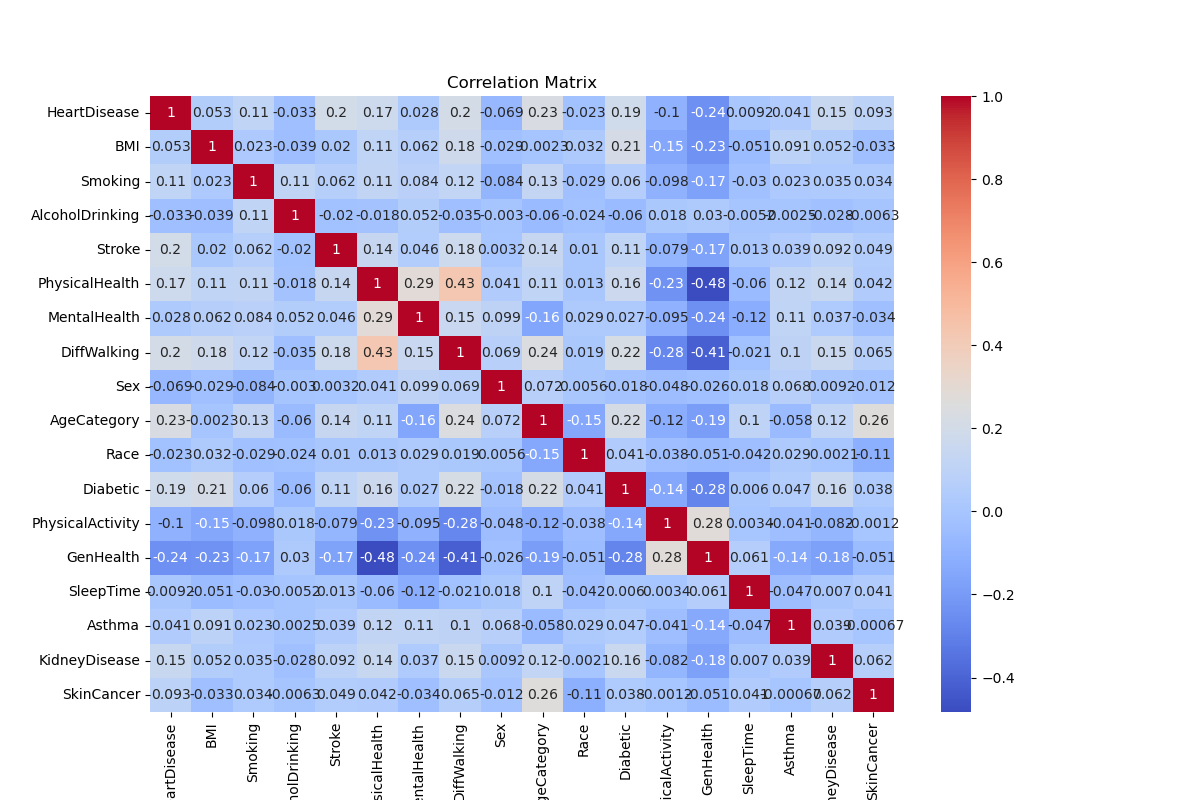 Correlation Matrix
HeartDisease 1 0.053 0.11 -0.033 0.2 0.17 0.028 0.2 -0.069 0.23 -0.023 0.19 -0.1 -0.24 0.0092 0.041 0.15 0.093
BMI 0.053 1 0.023 -0.039 0.02 0.11 0.062 0.18 -0.029 0.0023 0.032 0.21 -0.15 -0.23 -0.051 0.091 0.052 -0.033
Smoking 0.11 0.023 1 0.11 0.062 0.11 0.084 0.12 -0.084 0.13 -0.029 0.06 -0.098 -0.17 -0.03 0.023 0.035 0.034
AlcoholDrinking -0.033 -0.039 0.11 1 -0.02 -0.018 0.052 -0.035 -0.003 -0.06 -0.024 -0.06 0.018 0.03 -0.0052 -0.0025 -0.028 -0.0063
Stroke 0.2 0.02 0.062 -0.02 1 0.14 0.046 0.18 0.0032 0.14 0.01 0.11 -0.079 -0.17 0.013 0.039 0.092 0.049
PhysicalHealth 0.17 0.11 0.11 -0.018 0.14 1 0.29 0.43 0.041 0.11 0.013 0.16 -0.23 -0.48 -0.06 0.12 0.14 0.042
MentalHealth 0.028 0.062 0.084 0.052 0.046 0.29 1 0.15 0.099 -0.16 0.029 0.027 -0.095 -0.24 -0.12 0.11 0.037 -0.034
DiffWalking 0.2 0.18 0.12 -0.035 0.18 0.43 0.15 1 0.069 0.24 0.019 0.22 -0.28 -0.41 -0.021 0.1 0.15 0.065
Sex -0.069 -0.029 -0.084 -0.003 0.0032 0.041 0.099 0.069 1 0.072 0.0056 -0.018 -0.048 -0.026 0.018 0.068 0.0092 -0.012
AgeCategory 0.23 -0.0023 0.13 -0.06 0.14 0.11 -0.16 0.24 0.072 1 -0.15 0.22 -0.12 -0.19 0.1 -0.058 0.12 0.26
Race -0.023 0.032 -0.029 -0.024 0.01 0.013 0.029 0.019 0.0056 -0.15 1 0.041 -0.038 -0.051 -0.042 0.029 -0.0021 -0.11
Diabetic 0.19 0.21 0.06 -0.06 0.11 0.16 0.027 0.22 -0.018 0.22 0.041 1 -0.14 -0.28 0.006 0.047 0.16 0.038
PhysicalActivity -0.1 -0.15 -0.098 0.018 -0.079 -0.23 -0.095 -0.28 -0.048 -0.12 -0.038 -0.14 1 0.28 0.0034 -0.041 -0.082 0.0012
GenHealth -0.24 -0.23 -0.17 0.03 -0.17 -0.48 -0.24 -0.41 -0.026 -0.19 -0.051 -0.28 0.28 1 0.061 -0.14 -0.18 -0.051
SleepTime 0.0092 -0.051 -0.03 -0.0052 0.013 -0.06 -0.12 -0.021 0.018 0.1 -0.042 0.006 0.0034 0.061 1 -0.047 0.007 0.041
Asthma 0.041 0.091 0.023 -0.0025 0.039 0.12 0.11 0.1 0.068 -0.058 0.029 0.047 -0.041 -0.14 -0.047 1 0.039 0.00067
KidneyDisease 0.15 0.052 0.035 -0.028 0.092 0.14 0.037 0.15 0.0092 0.12 -0.0021 0.16 -0.082 -0.18 0.007 0.039 1 0.062
SkinCancer 0.093 -0.033 0.034 -0.0063 0.049 0.042 -0.034 0.065 -0.012 0.26 -0.11 0.038 0.0012 -0.051 0.041 0.00067 0.062 1
artDisease
BMI
Smoking
holDrinking
Stroke
sicalHealth
entalHealth
DiffWalking
Sex
geCategory
Race
Diabetic
icalActivity
GenHealth
SleepTime
Asthma
neyDisease
SkinCancer
1.0
0.8
0.6
0.4
0.2
0.0
−0.2
−0.4